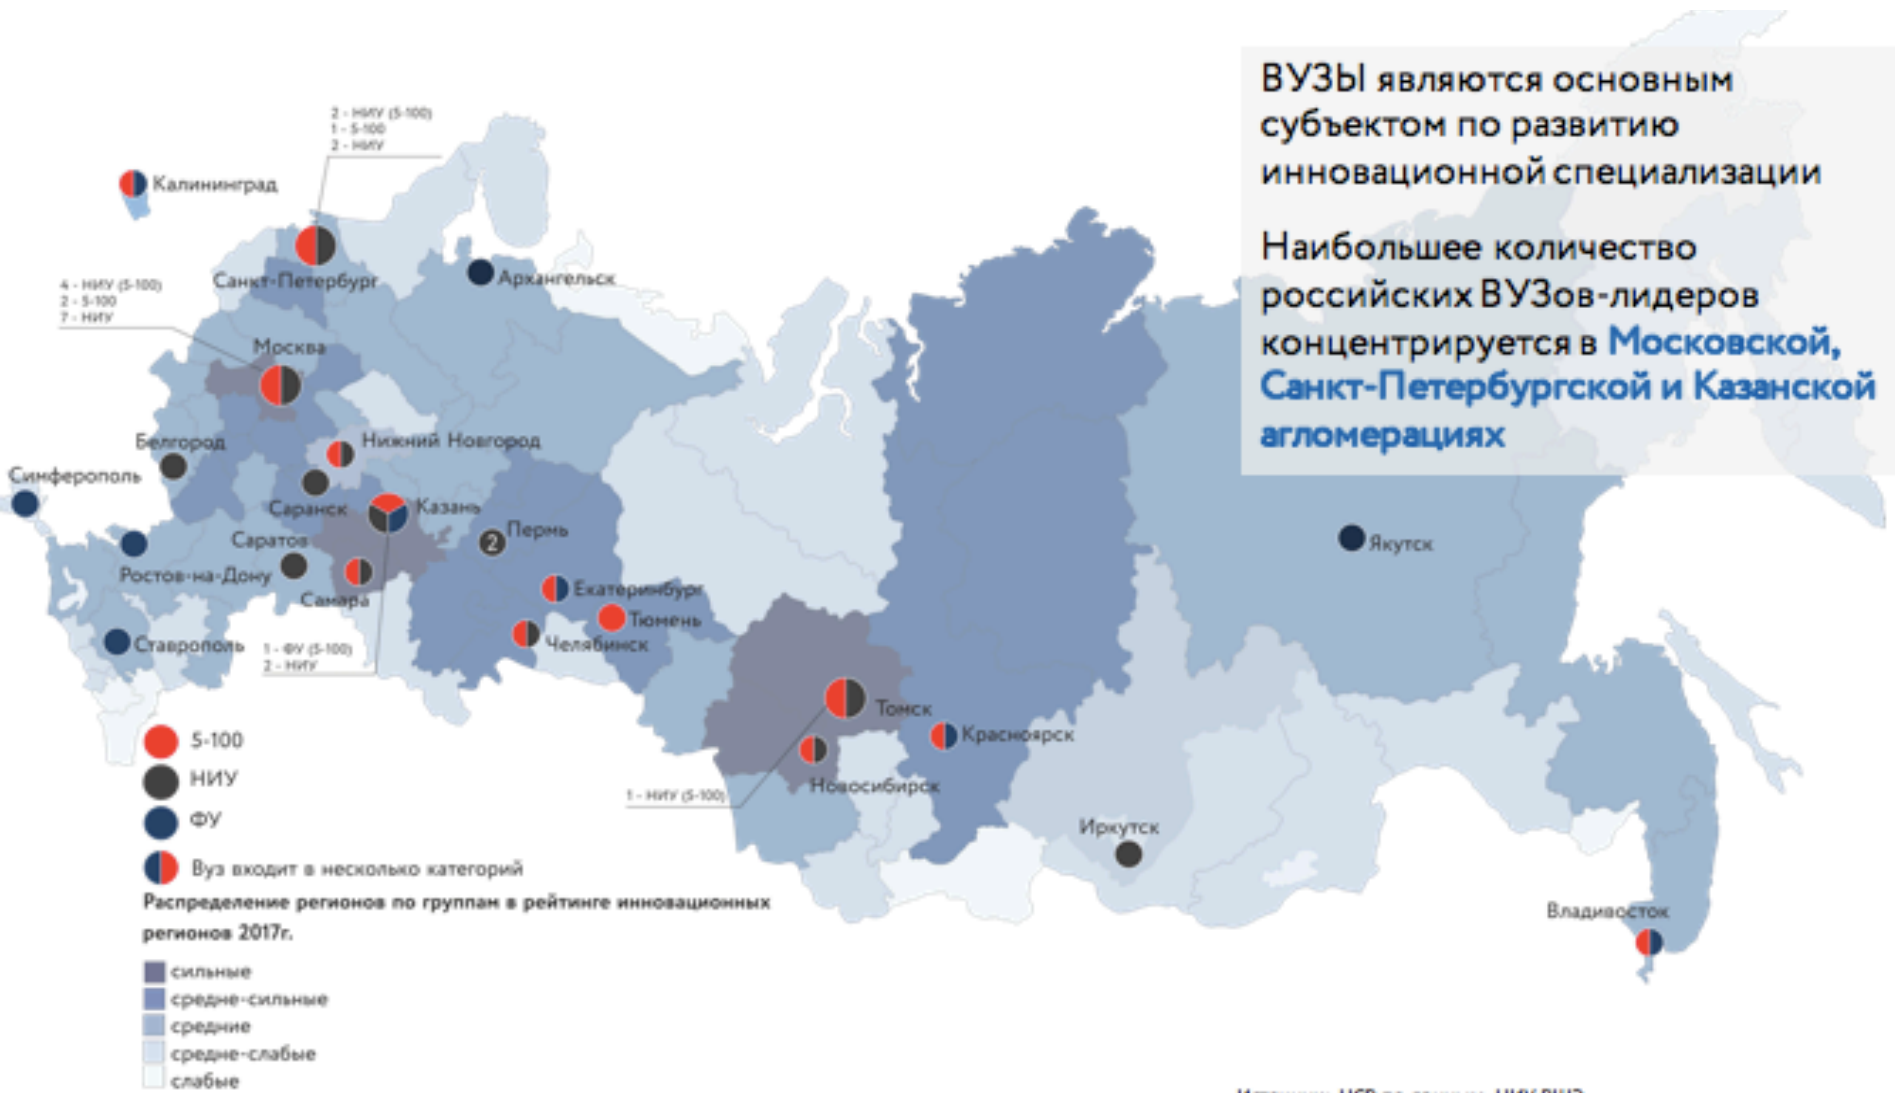 ВУЗЫ являются основным
субъектом по развитию
инновационной специализации
Наибольшее количество
российских ВУЗов-лидеров
концентрируется в Московской,
Санкт-Петербургской и Казанской
агломерациях
2 - НИУ (5-100)
1 - 5-100
2 - НИУ
Калининград
Санкт-Петербург
Архангельск
4 - НИУ (5-100)
2 - 5-100
7 - НИУ
Москва
Белгород
Нижний Новгород
Симферополь
Саранск
Казань
Саратов
2
Пермь
Якутск
Ростов-на-Дону
Самара
Екатеринбург
Тюмень
Ставрополь
Челябинск
1 - ФУ (5-100)
2 - НИУ
Томск
Красноярск
Новосибирск
1 - НИУ (5-100)
Иркутск
Владивосток
5-100
НИУ
ФУ
Вуз входит в несколько категорий
Распределение регионов по группам в рейтинге инновационных
регионов 2017г.
сильные
средне-сильные
средние
средне-слабые
слабые